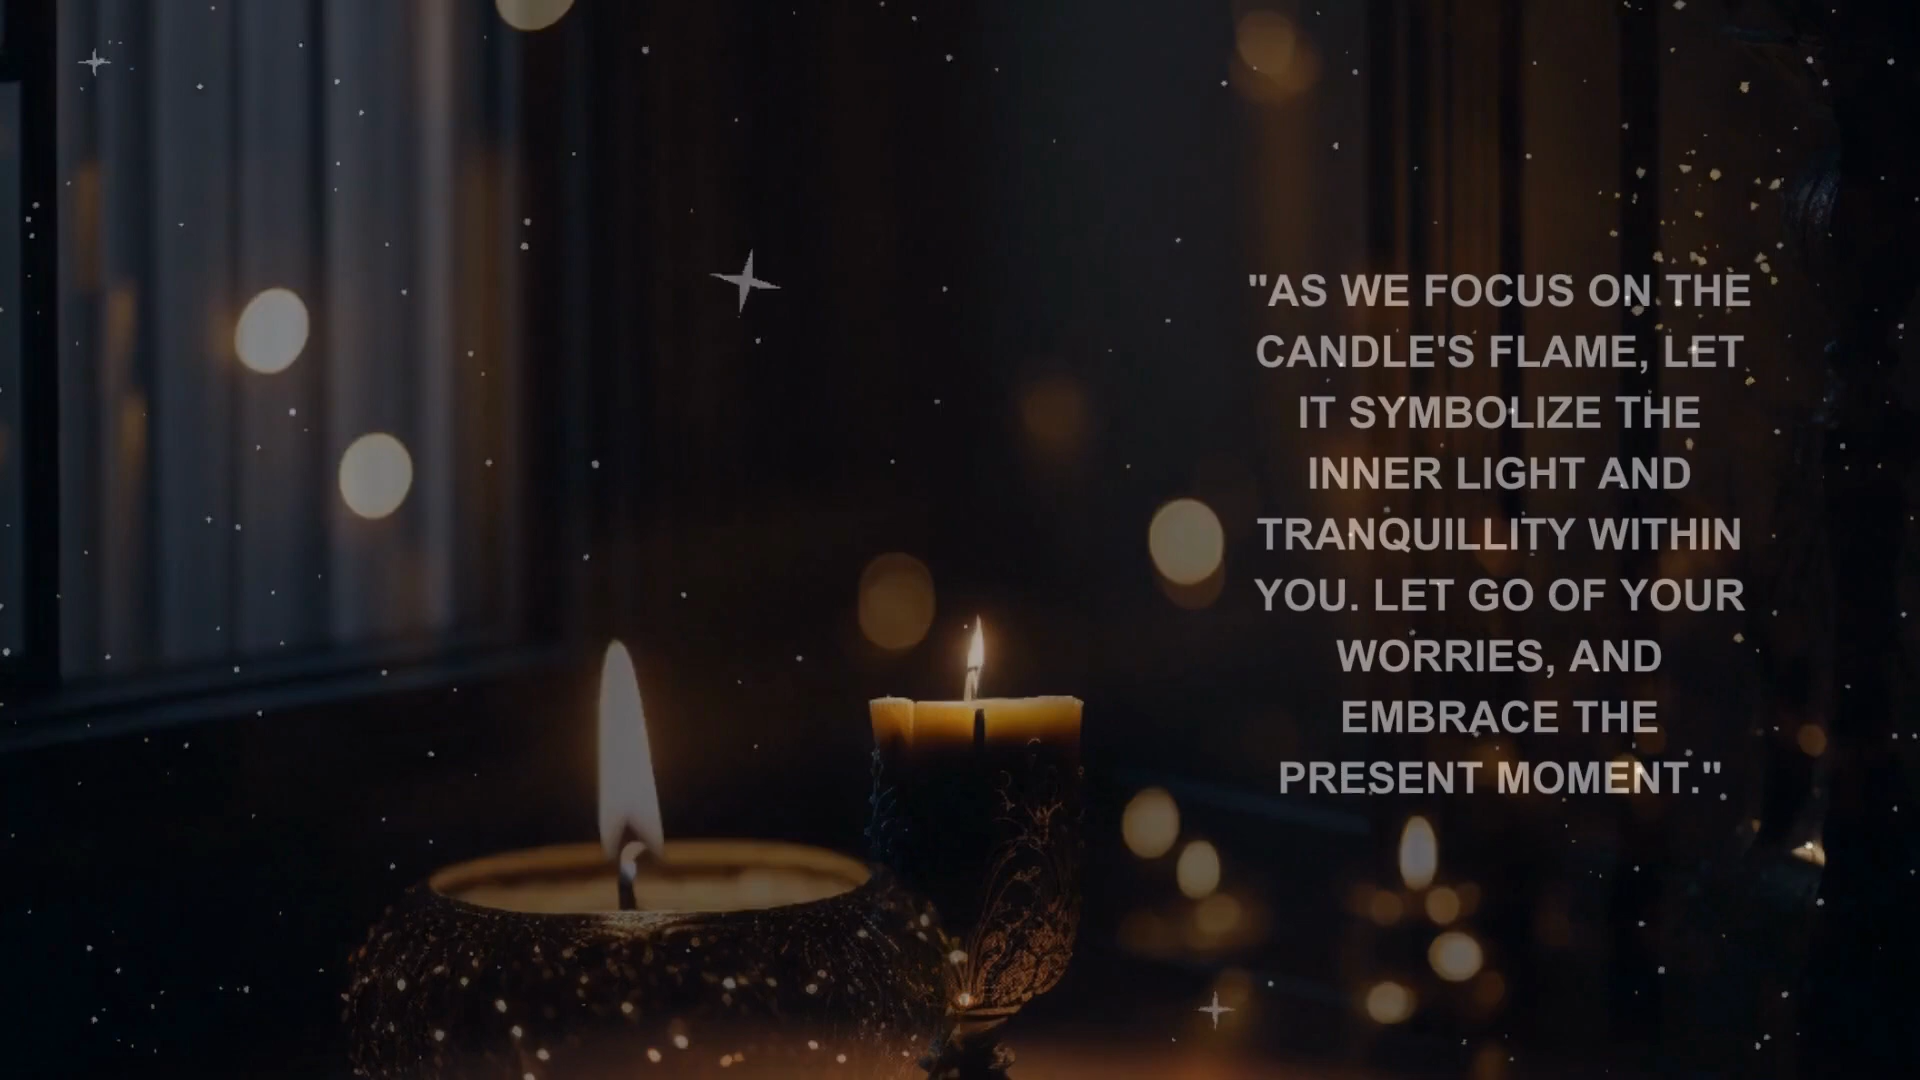 "AS WE FOCUS ON THE
CANDLE'S FLAME, LET
IT SYMBOLIZE THE
INNER LIGHT AND
TRANQUILLITY WITHIN
YOU. LET GO OF YOUR
WORRIES, AND
EMBRACE THE
PRESENT MOMENT."